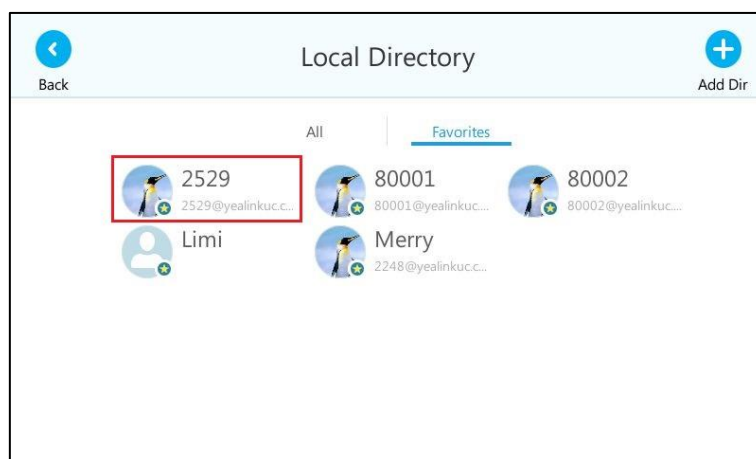 Local Directory
Back
Add Dir
All
Favorites
2529
2529@yealinkuc.c...
80001
80001@yealinkuc....
80002
80002@yealinkuc....
Limi
Merry
2248@yealinkuc.c...